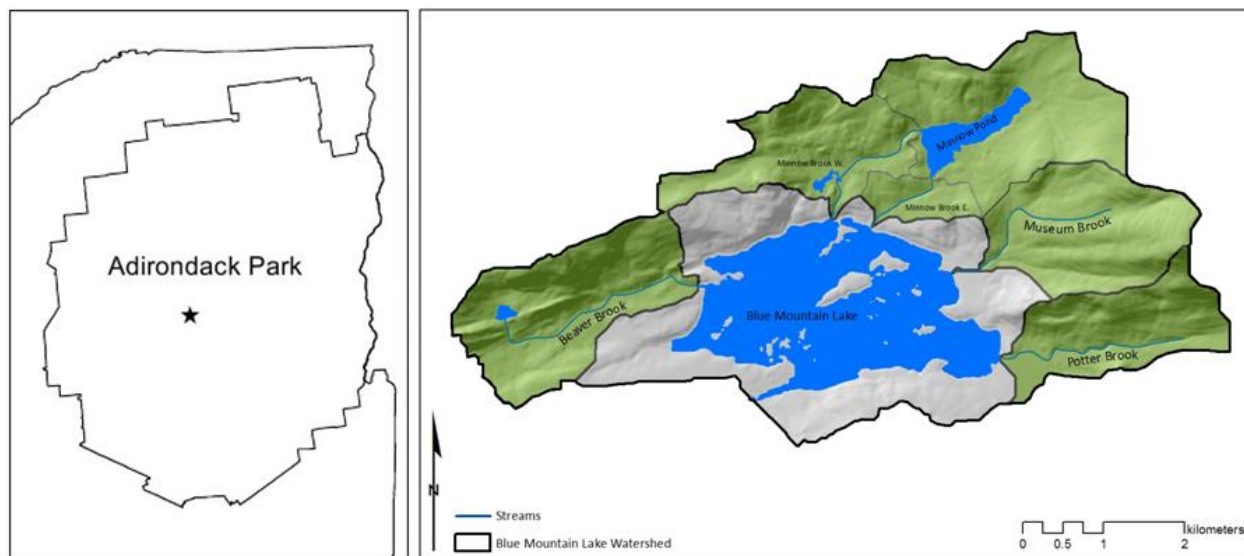 Adirondack Park
Minnow Pond
Minnow Brook W.
Minnow Brook E.
Museum Brook
Blue Mountain Lake
Beaver Brook
Potter Brook
N
Streams
Blue Mountain Lake Watershed
kilometers
0 0.5 1 2